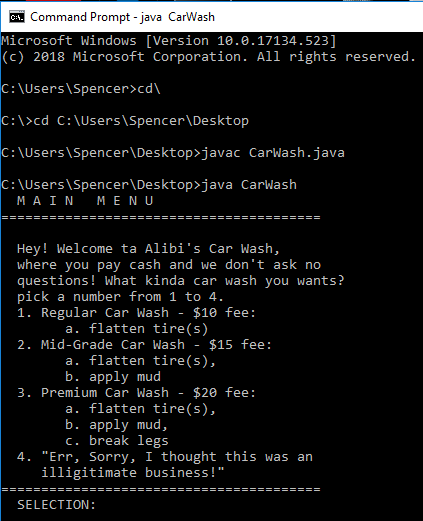 Command Prompt - java  CarWash
Microsoft Windows [Version 10.0.17134.523]
(c) 2018 Microsoft Corporation. All rights reserved.
C:\Users\Spencer>cd\
C:\>cd C:\Users\Spencer\Desktop
C:\Users\Spencer\Desktop>javac CarWash.java
C:\Users\Spencer\Desktop>java CarWash
M A I N   M E N U
========================================
Hey! Welcome ta Alibi's Car Wash,
where you pay cash and we don't ask no
questions! What kinda car wash you wants?
pick a number from 1 to 4.
1. Regular Car Wash - $10 fee:
a. flatten tire(s)
2. Mid-Grade Car Wash - $15 fee:
a. flatten tire(s),
b. apply mud
3. Premium Car Wash - $20 fee:
a. flatten tire(s),
b. apply mud,
c. break legs
4. "Err, Sorry, I thought this was an
illigitimate business!"
========================================
SELECTION: